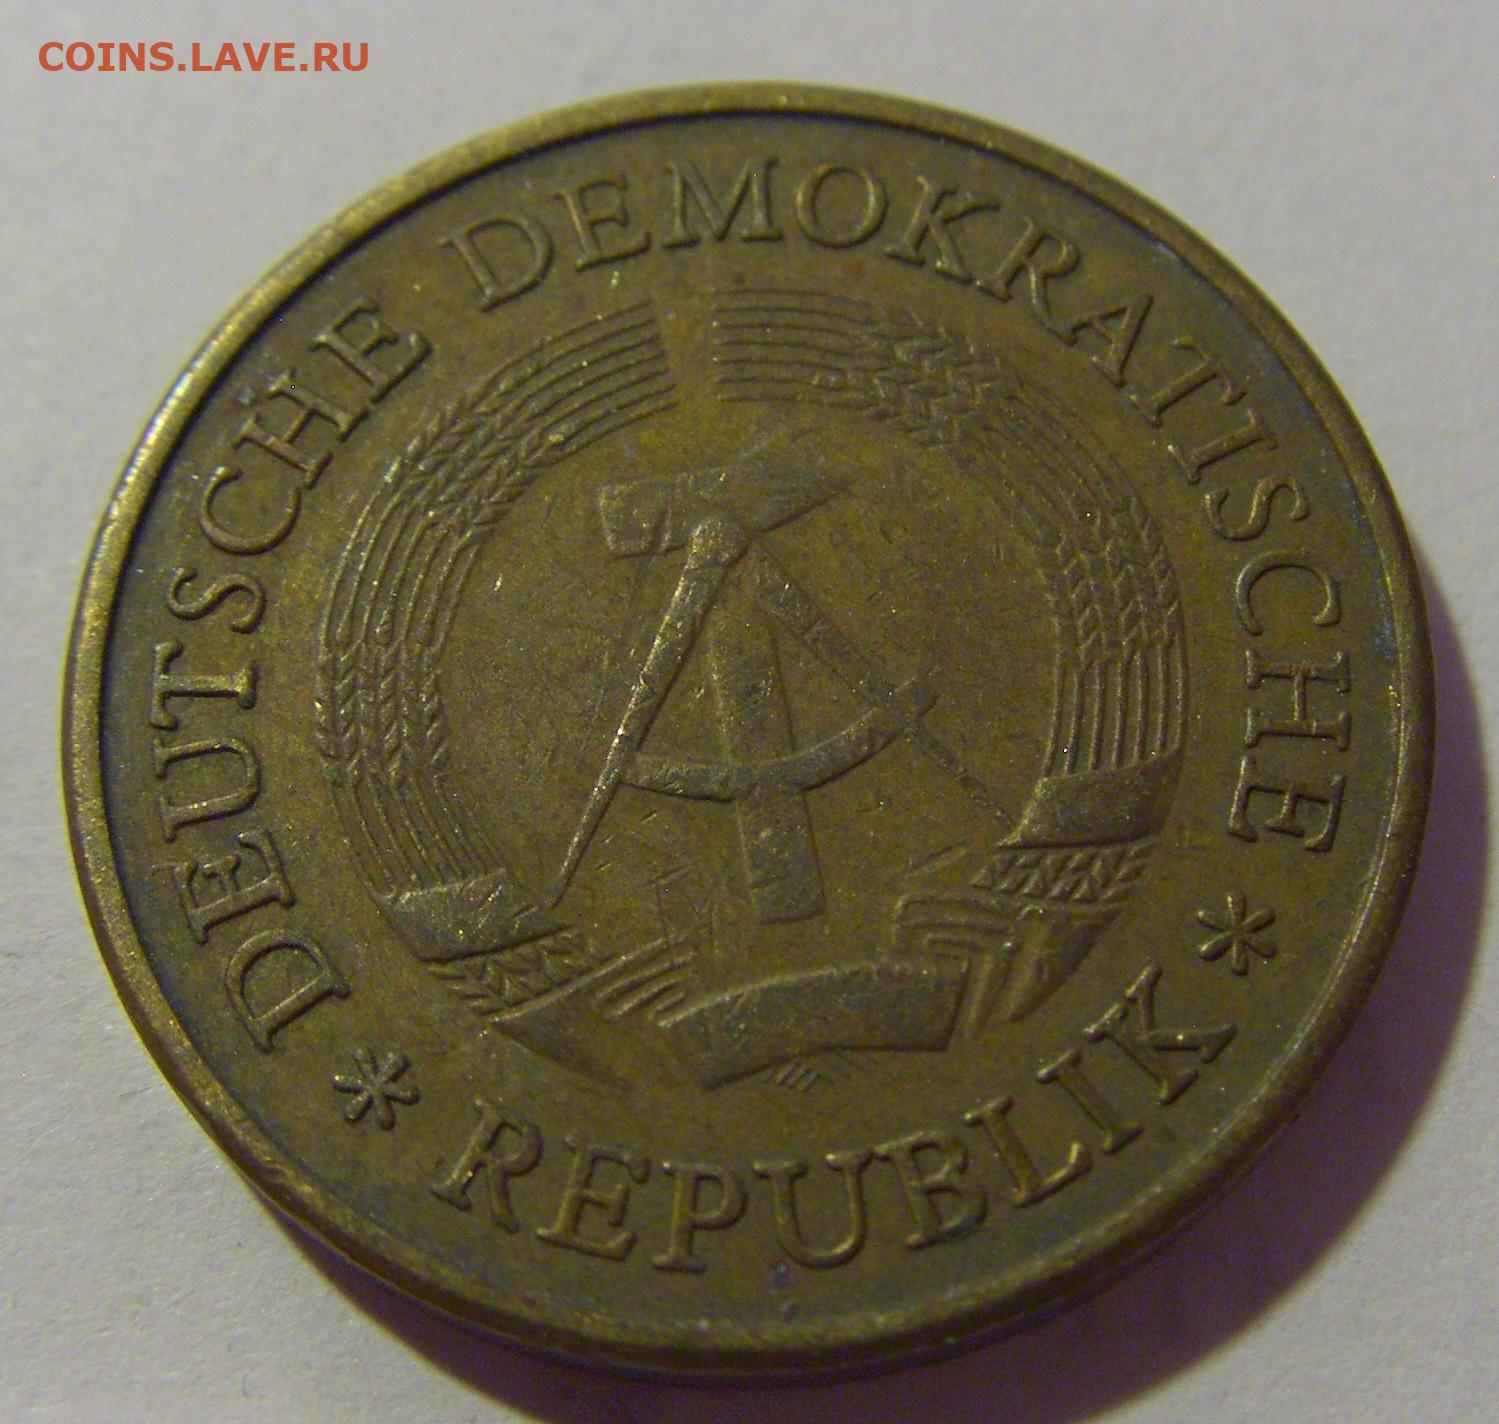 COINS.LAVE.RU
* DEUTSCHE DEMOKRATISCHE *
REPUBLIK